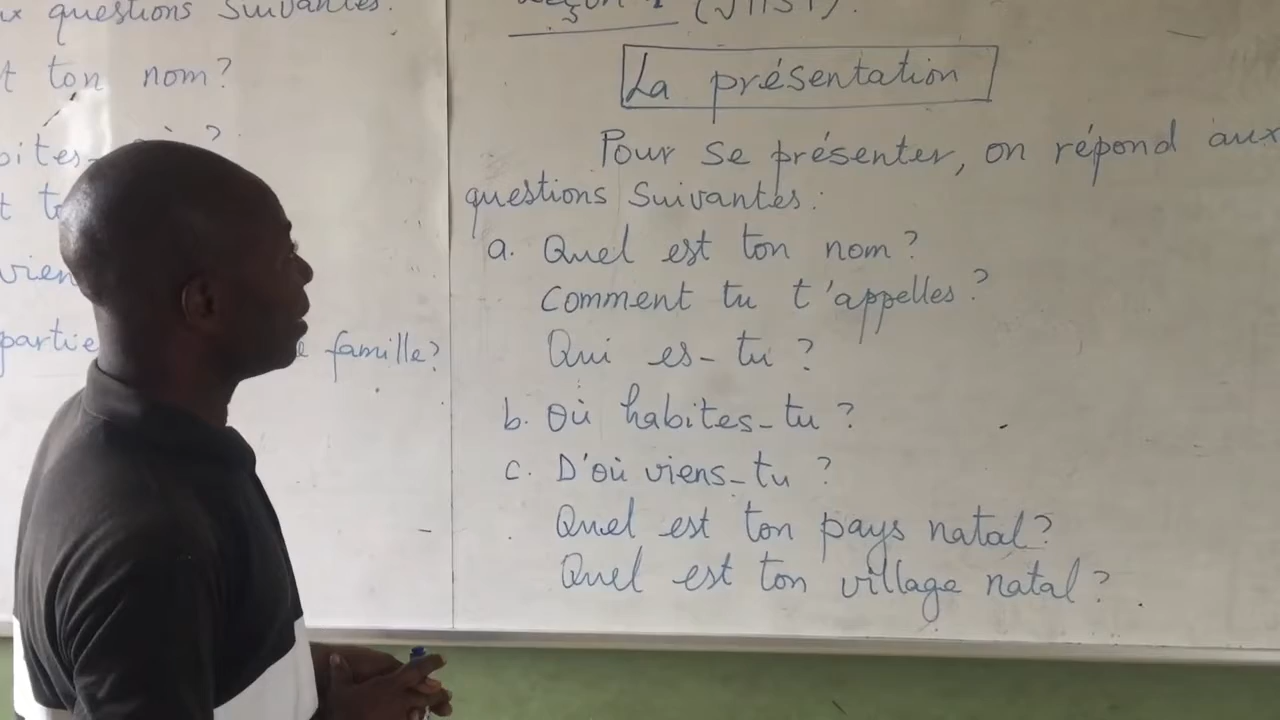 questions suivantes.
ton nom?
?
vien
partie famille?
(JHS1).
La présentation
Pour se présenter, on répond aux
questions suivantes :
a. Quel est ton nom ?
Comment tu t'appelles ?
Qui es-tu ?
b. Où habites-tu ?
c. D'où viens-tu ?
Quel est ton pays natal ?
Quel est ton village natal ?